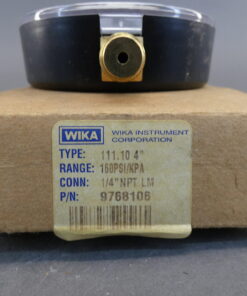 WIKA
WIKA INSTRUMENT
CORPORATION
TYPE: 111.10 4"
RANGE: 160PSI/KPA
CONN: 1/4"NPT LM
P/N: 9768106